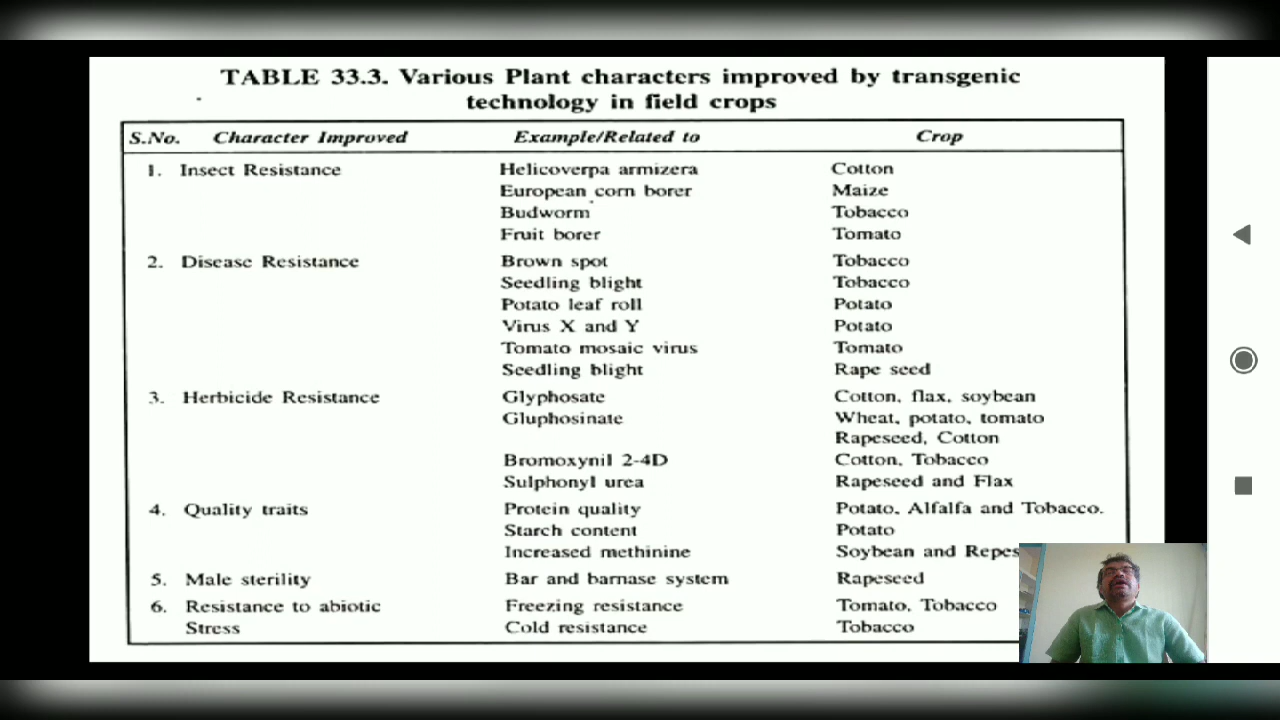 TABLE 33.3. Various Plant characters improved by transgenic
technology in field crops
S.No. Character Improved Example/Related to Crop
1. Insect Resistance Helicoverpa armizera Cotton
European corn borer Maize
Budworm Tobacco
Fruit borer Tomato
2. Disease Resistance Brown spot Tobacco
Seedling blight Tobacco
Potato leaf roll Potato
Virus X and Y Potato
Tomato mosaic virus Tomato
Seedling blight Rape seed
3. Herbicide Resistance Glyphosate Cotton, flax, soybean
Gluphosinate Wheat, potato, tomato
Rapeseed, Cotton
Bromoxynil 2-4D Cotton, Tobacco
Sulphonyl urea Rapeseed and Flax
4. Quality traits Protein quality Potato, Alfalfa and Tobacco.
Starch content Potato
Increased methinine Soybean and Repes
5. Male sterility Bar and barnase system Rapeseed
6. Resistance to abiotic Freezing resistance Tomato, Tobacco
Stress Cold resistance Tobacco